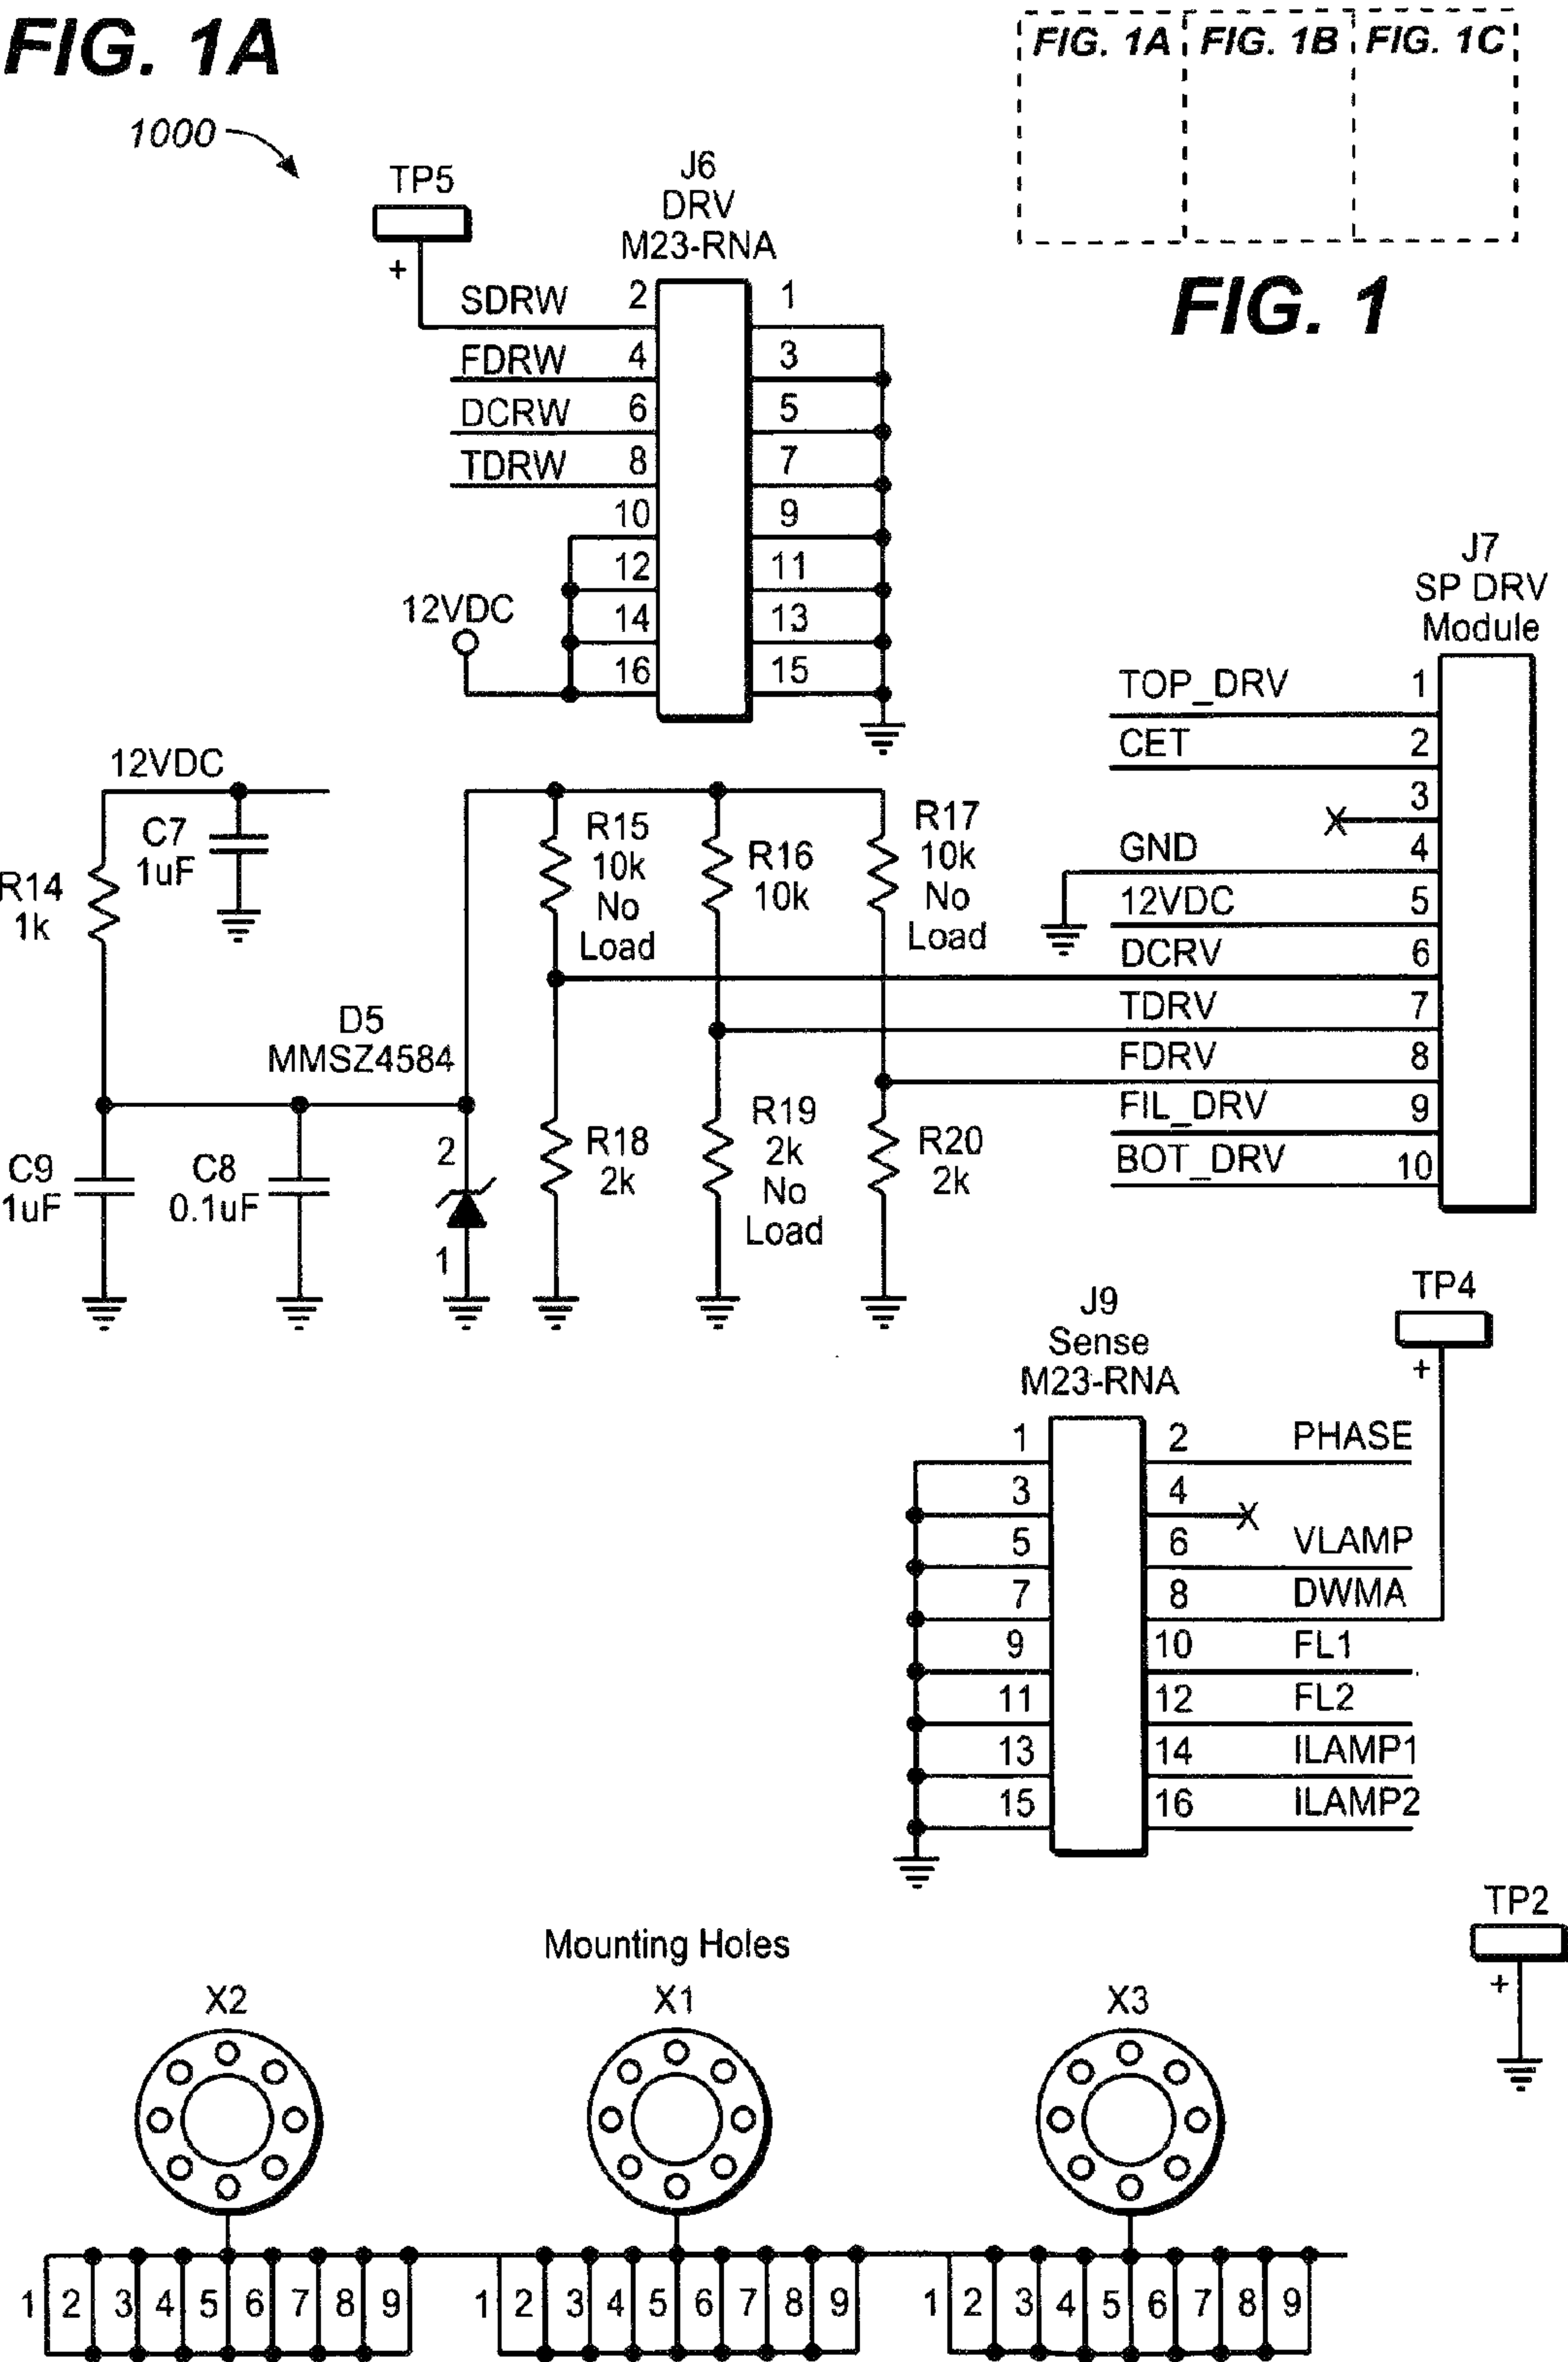 FIG. 1A
FIG. 1A FIG. 1B FIG. 1C
FIG. 1
1000
TP5
+
J6
DRV
M23-RNA
SDRW 2 1
FDRW 4 3
DCRW 6 5
TDRW 8 7
10 9
12 11
12VDC
14 13
16 15
J7
SP DRV
Module
TOP_DRV 1
CET 2
3
GND 4
12VDC 5
DCRV 6
TDRV 7
FDRV 8
FIL_DRV 9
BOT_DRV 10
12VDC
C7
1uF
R14
1k
R15
10k
No
Load
R16
10k
R17
10k
No
Load
D5
MMSZ4584
2
1
C9
1uF
C8
0.1uF
R18
2k
R19
2k
No
Load
R20
2k
TP4
+
J9
Sense
M23-RNA
1 2 PHASE
3 4
5 6 VLAMP
7 8 DWMA
9 10 FL1
11 12 FL2
13 14 ILAMP1
15 16 ILAMP2
TP2
+
Mounting Holes
X2 X1 X3
1 2 3 4 5 6 7 8 9 1 2 3 4 5 6 7 8 9 1 2 3 4 5 6 7 8 9